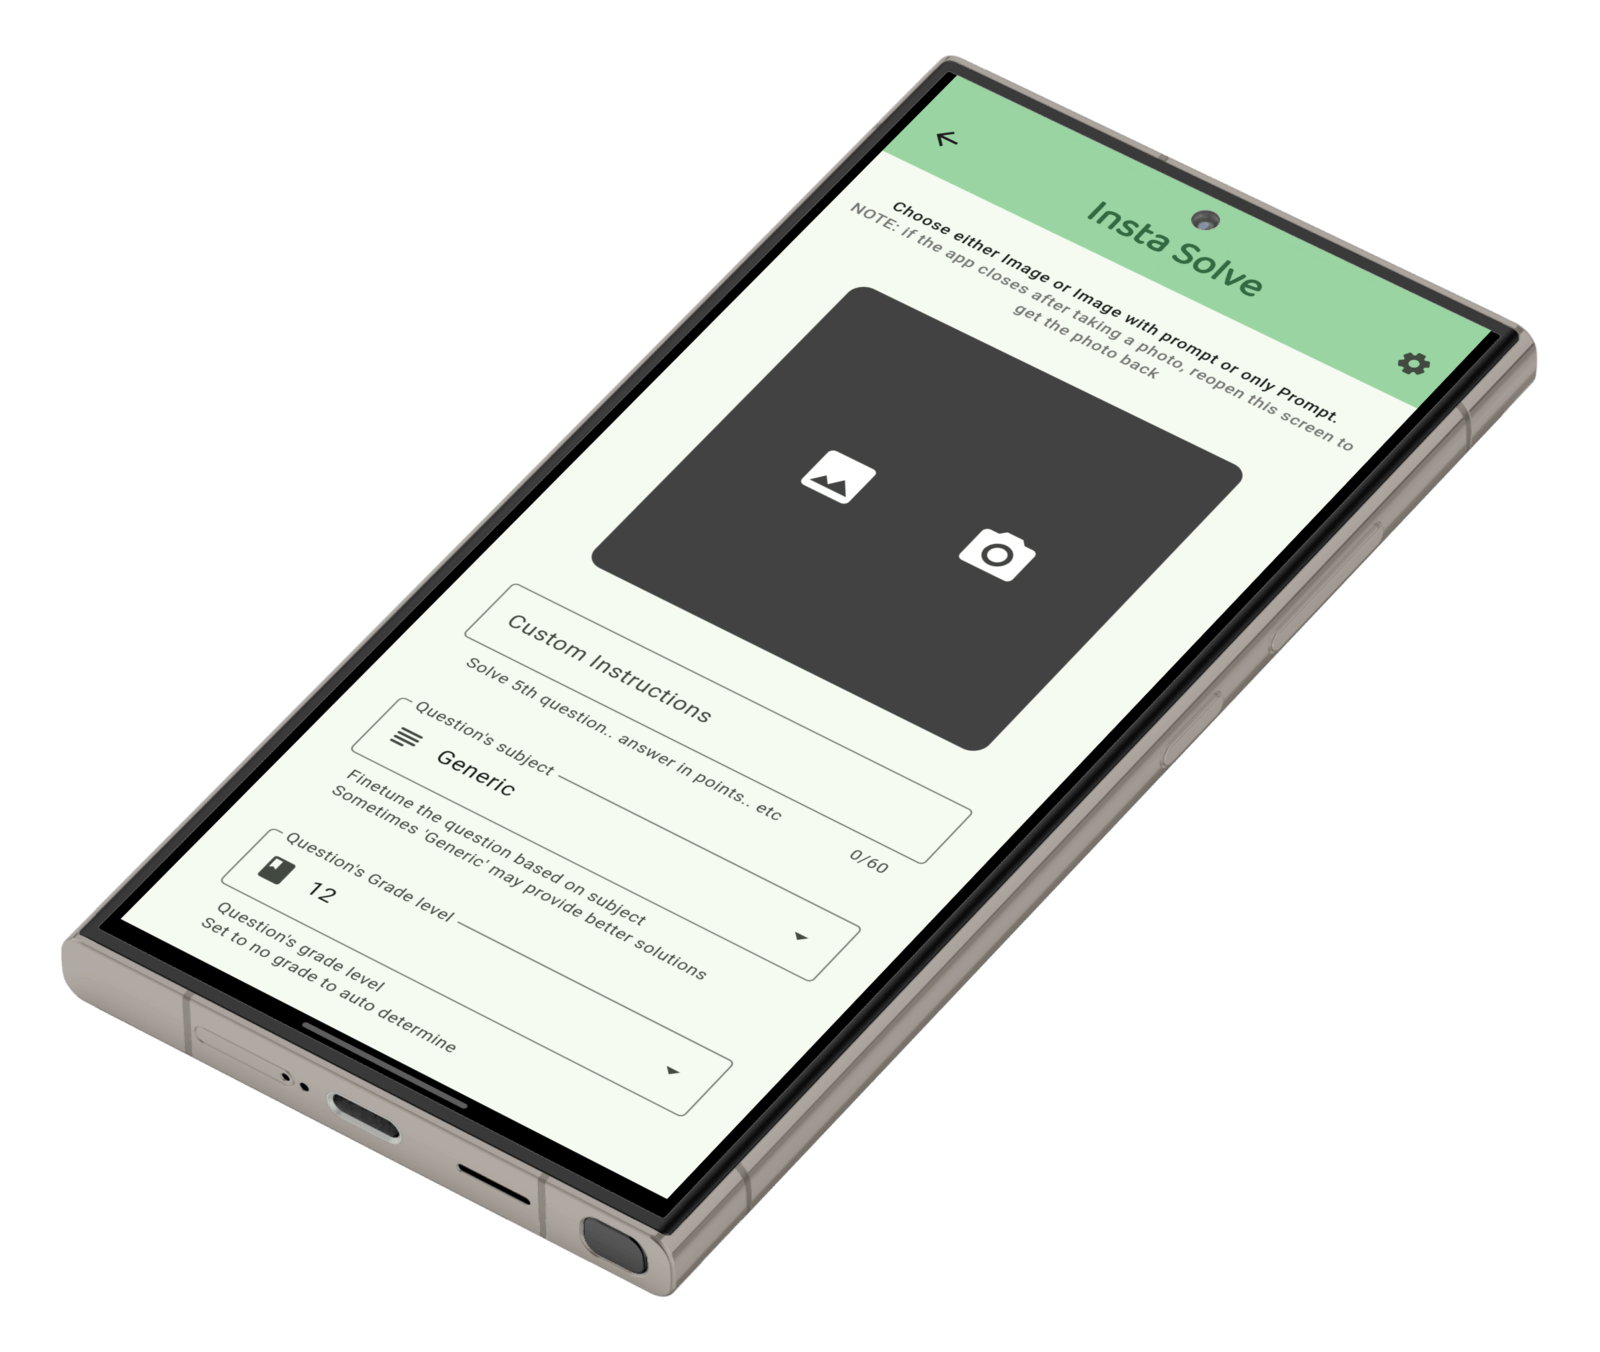 Insta Solve
Choose either Image or Image with prompt or only Prompt.
NOTE: if the app closes after taking a photo, reopen this screen to
get the photo back
Custom Instructions
Solve 5th question.. answer in points.. etc
0/60
Question's subject
Generic
Finetune the question based on subject
Sometimes 'Generic' may provide better solutions
Question's Grade level
12
Question's grade level
Set to no grade to auto determine